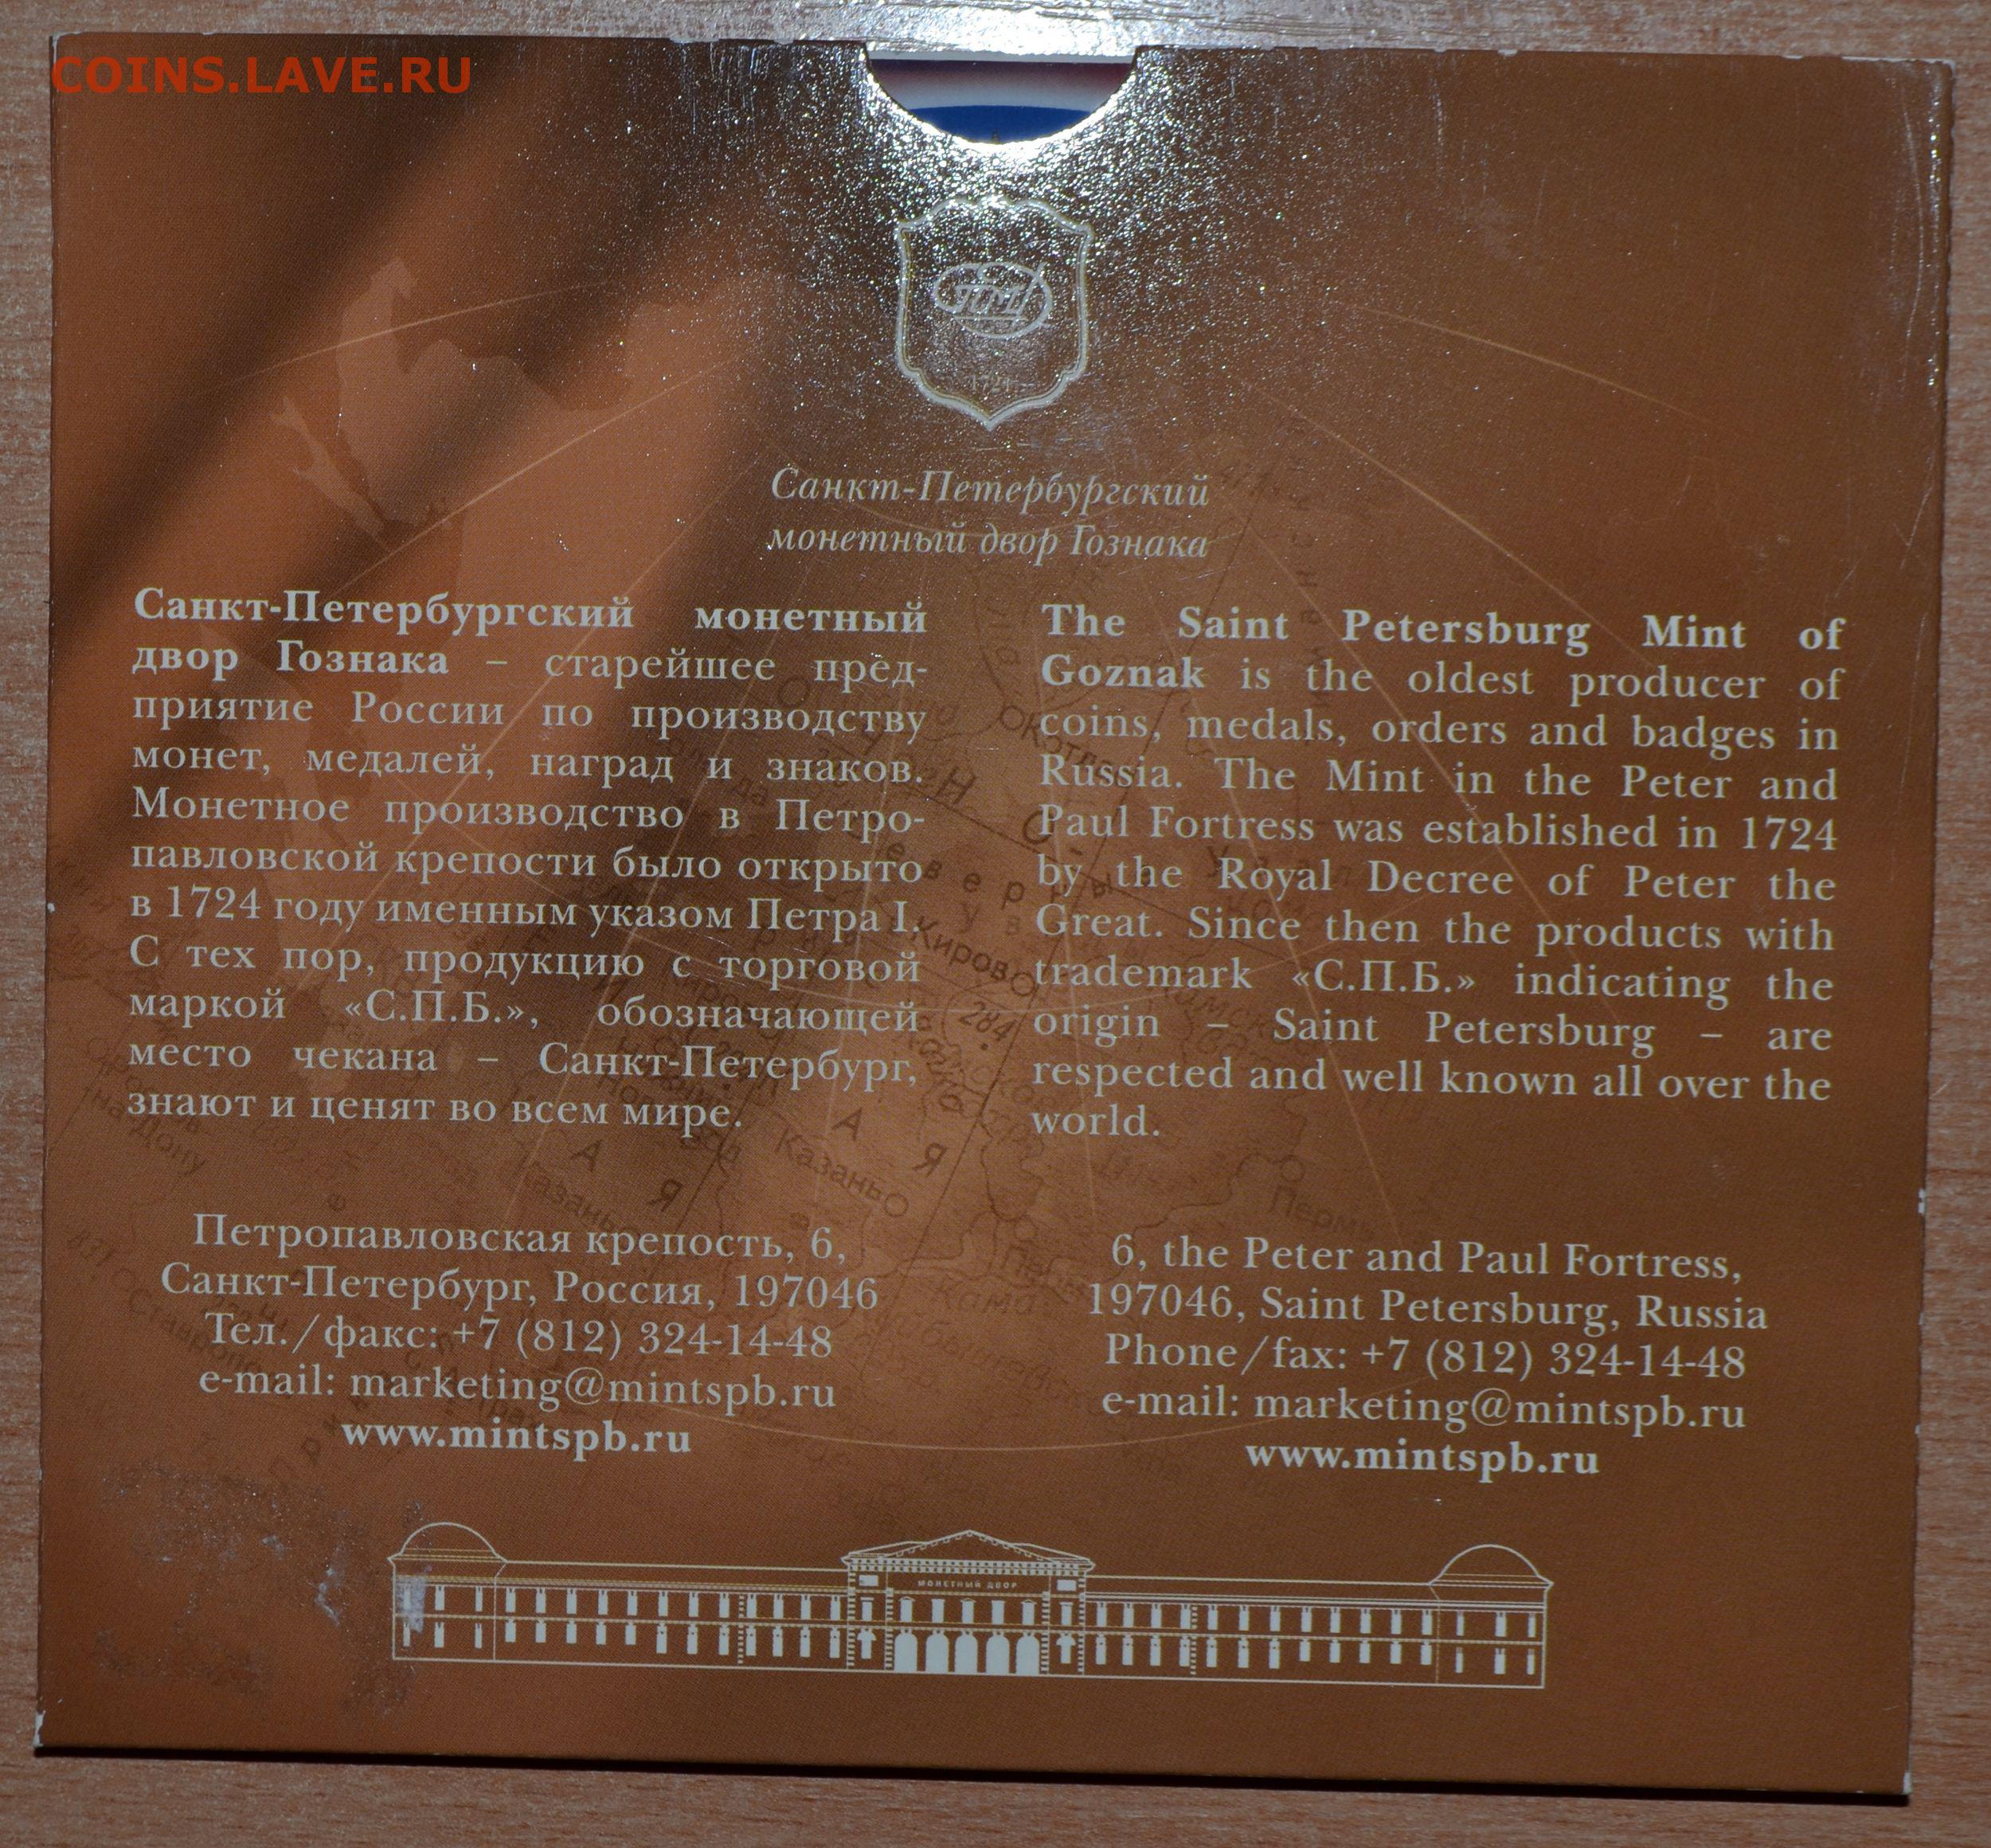 COINS.LAVE.RU
1724
Санкт-Петербургский
монетный двор Гознака
Санкт-Петербургский монетный
двор Гознака – старейшее пред-
приятие России по производству
монет, медалей, наград и знаков.
Монетное производство в Петро-
павловской крепости было открыто
в 1724 году именным указом Петра I.
С тех пор, продукцию с торговой
маркой «С.П.Б.», обозначающей
место чекана – Санкт-Петербург,
знают и ценят во всем мире.
Петропавловская крепость, 6,
Санкт-Петербург, Россия, 197046
Тел./факс: +7 (812) 324-14-48
e-mail: marketing@mintspb.ru
www.mintspb.ru
The Saint Petersburg Mint of
Goznak is the oldest producer of
coins, medals, orders and badges in
Russia. The Mint in the Peter and
Paul Fortress was established in 1724
by the Royal Decree of Peter the
Great. Since then the products with
trademark «С.П.Б.» indicating the
origin – Saint Petersburg – are
respected and well known all over the
world.
6, the Peter and Paul Fortress,
197046, Saint Petersburg, Russia
Phone/fax: +7 (812) 324-14-48
e-mail: marketing@mintspb.ru
www.mintspb.ru
МОНЕТНЫЙ ДВОР